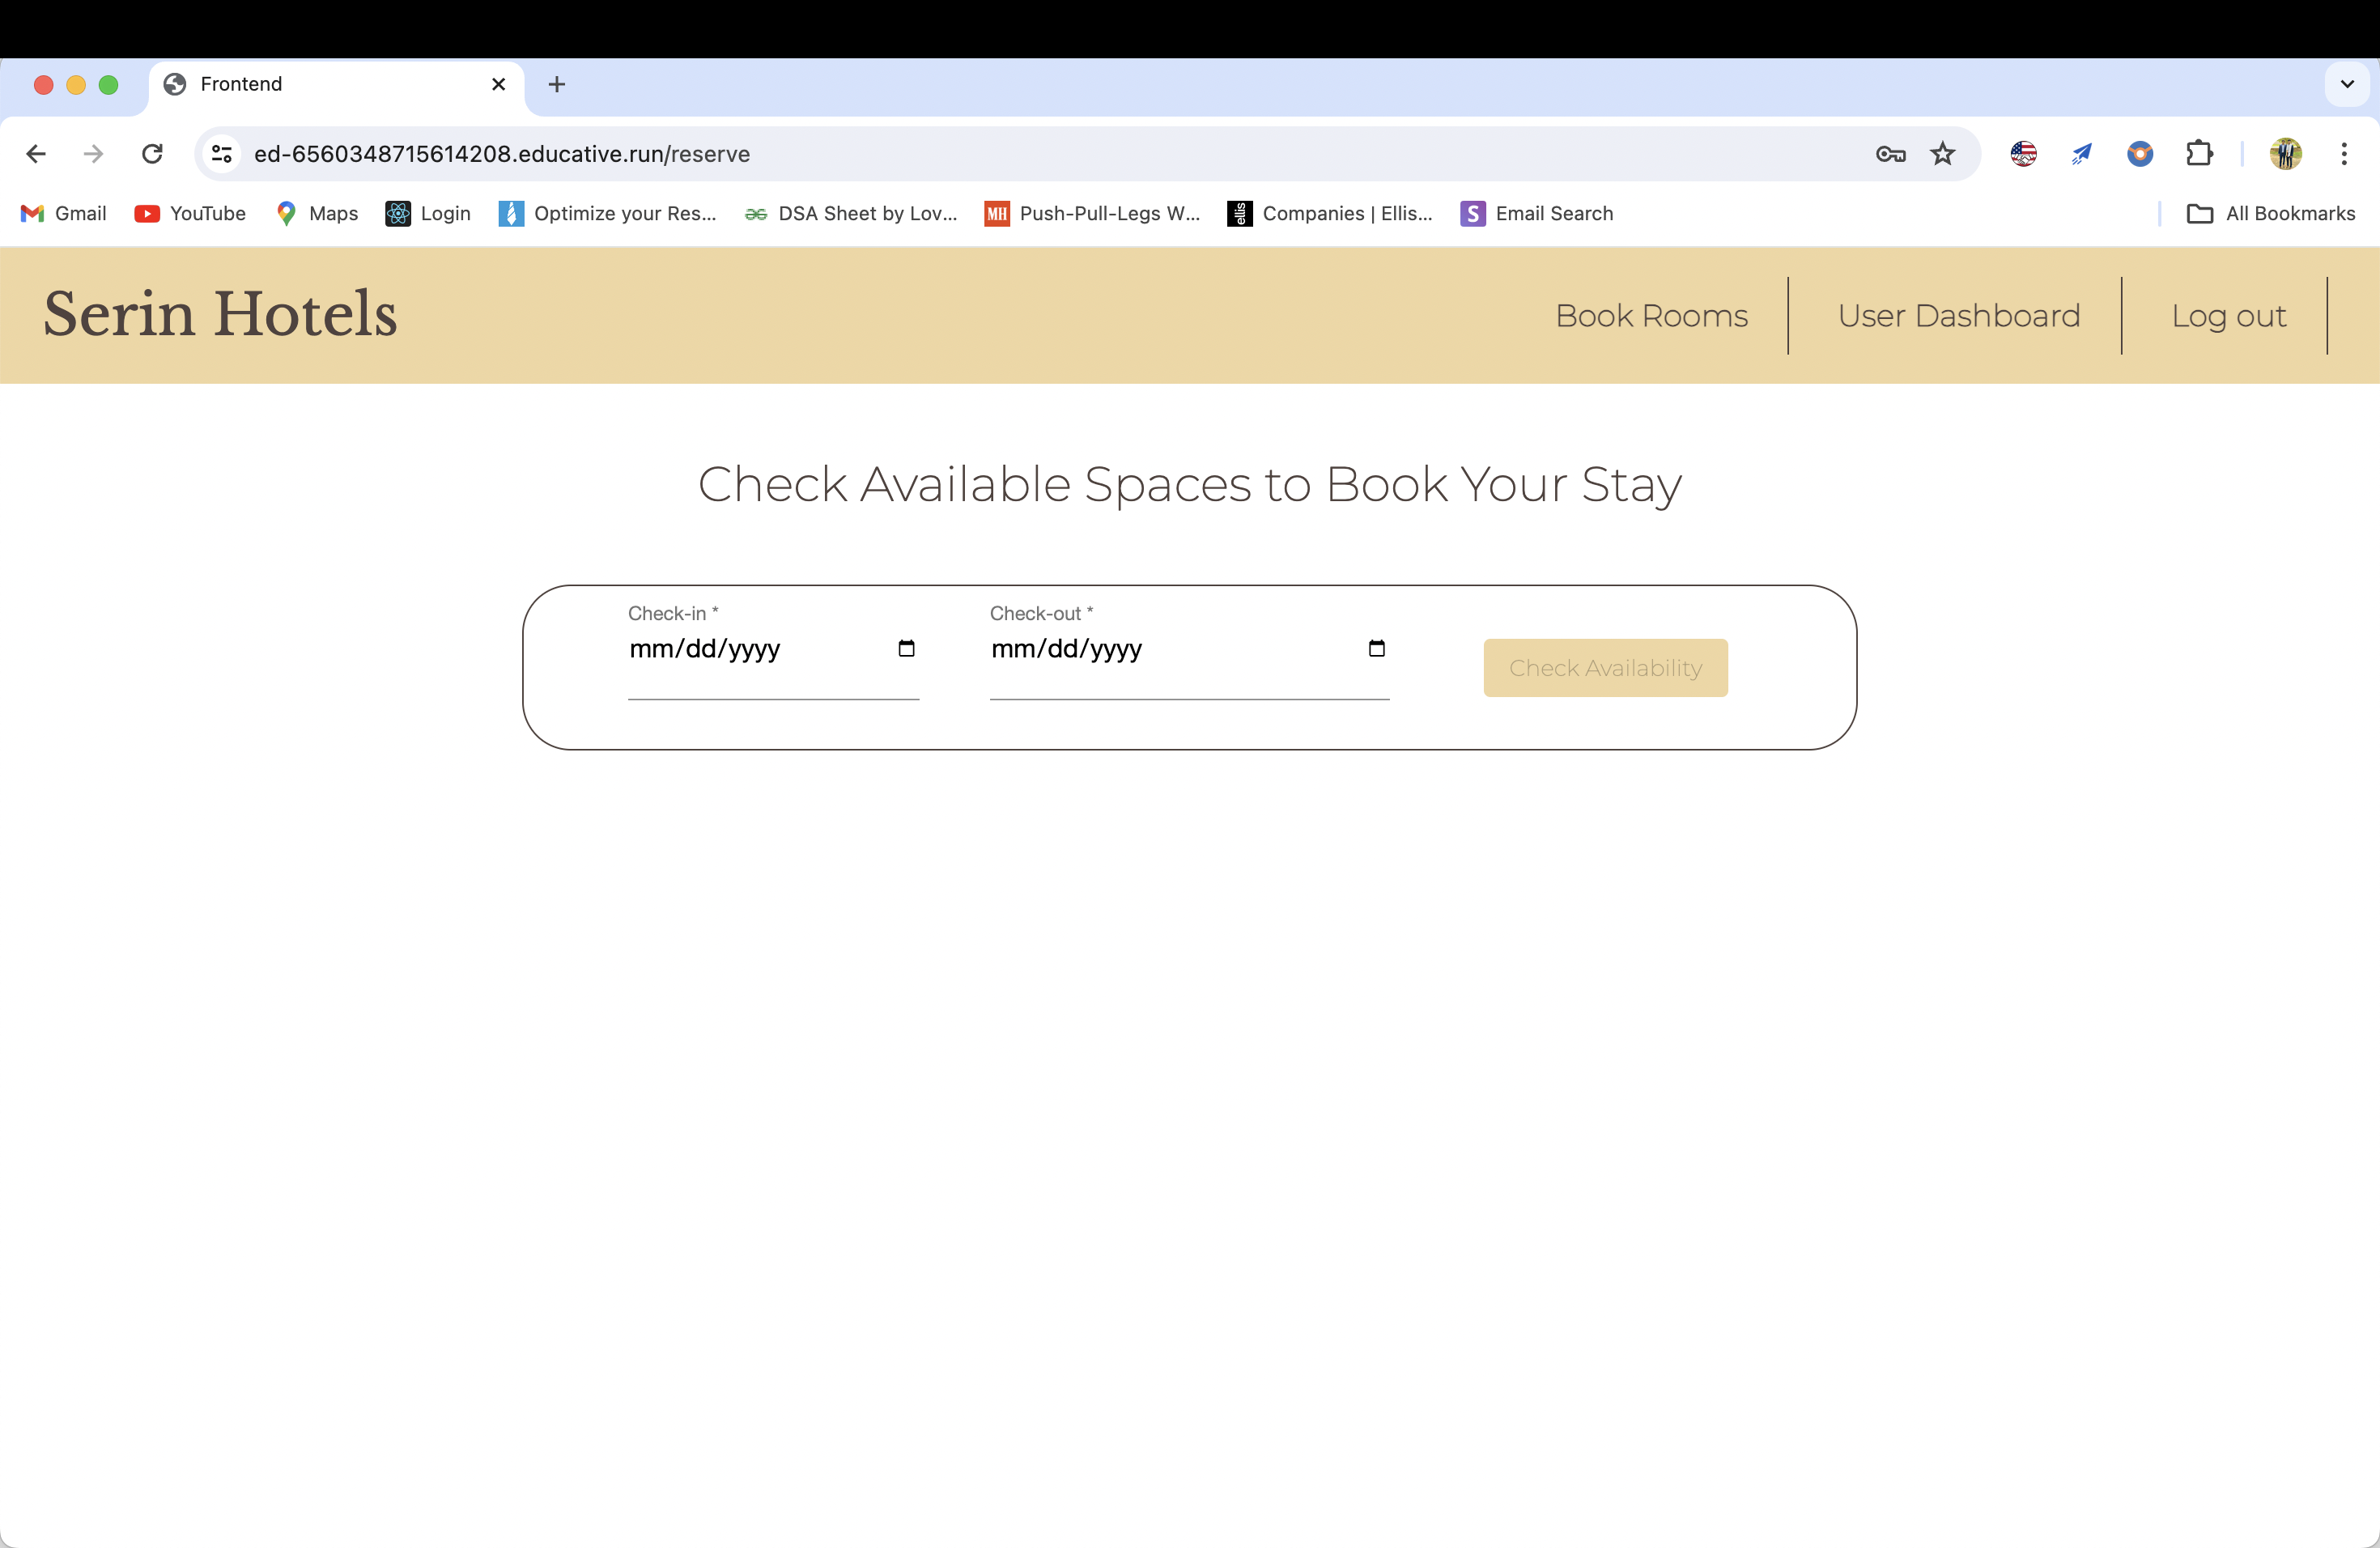 Frontend
ed-6560348715614208.educative.run/reserve
Gmail YouTube Maps Login Optimize your Res... DSA Sheet by Lov... MH Push-Pull-Legs W... ellis Companies | Ellis... S Email Search All Bookmarks
Serin Hotels Book Rooms User Dashboard Log out
Check Available Spaces to Book Your Stay
Check-in * Check-out *
mm/dd/yyyy mm/dd/yyyy
Check Availability